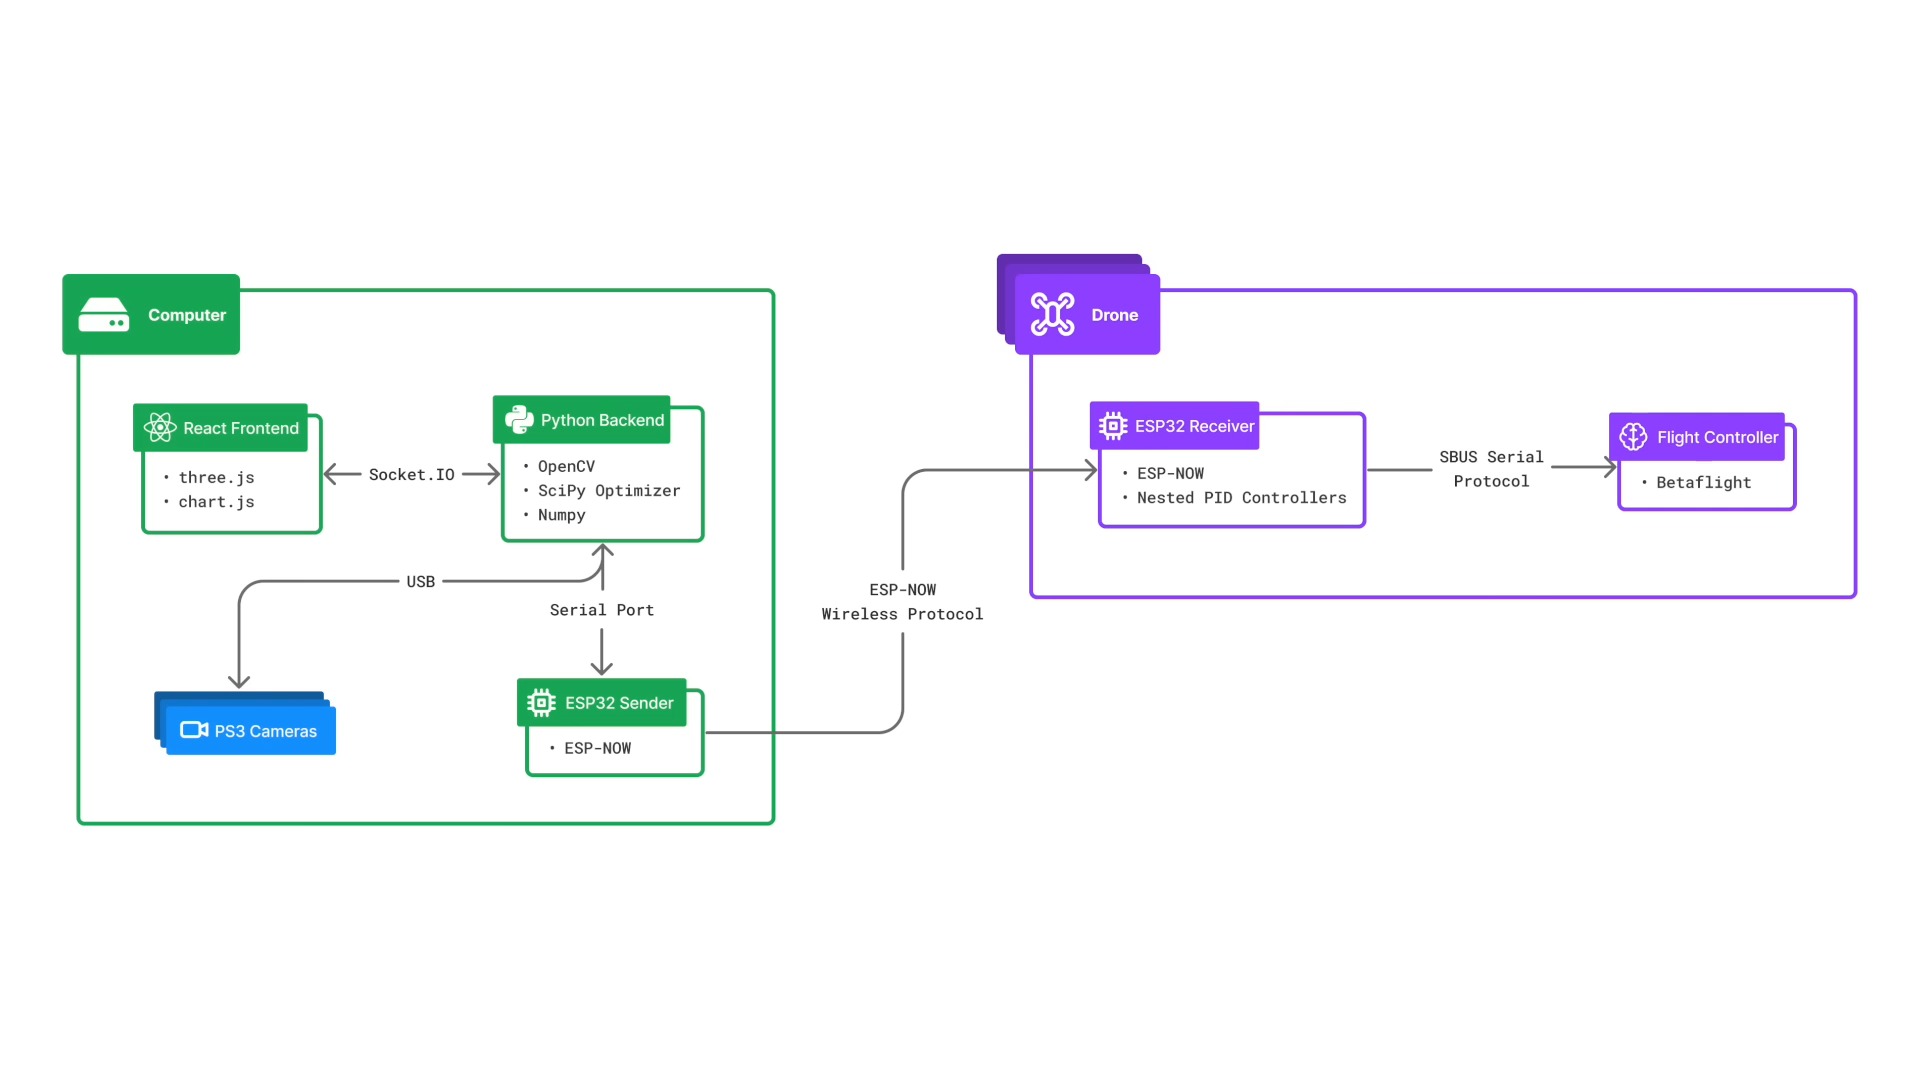 Computer
React Frontend
• three.js
• chart.js
Socket.IO
Python Backend
• OpenCV
• SciPy Optimizer
• Numpy
USB
Serial Port
PS3 Cameras
ESP32 Sender
• ESP-NOW
ESP-NOW
Wireless Protocol
Drone
ESP32 Receiver
• ESP-NOW
• Nested PID Controllers
SBUS Serial
Protocol
Flight Controller
• Betaflight